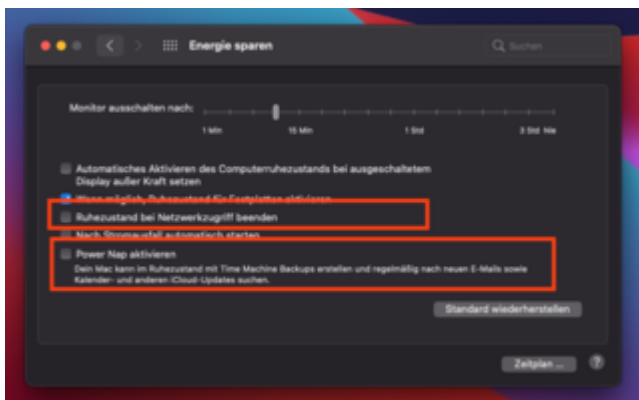 Energie sparen
Suchen
Monitor ausschalten nach:
1 Min
15 Min
1 Std
3 Std Nie
Automatisches Aktivieren des Computerruhezustands bei ausgeschaltetem
Display außer Kraft setzen
Wenn möglich, Ruhezustand für Festplatten aktivieren
Ruhezustand bei Netzwerkzugriff beenden
Nach Stromausfall automatisch starten
Power Nap aktivieren
Dein Mac kann im Ruhezustand mit Time Machine Backups erstellen und regelmäßig nach neuen E-Mails sowie
Kalender- und anderen iCloud-Updates suchen.
Standard wiederherstellen
Zeitplan ...
?